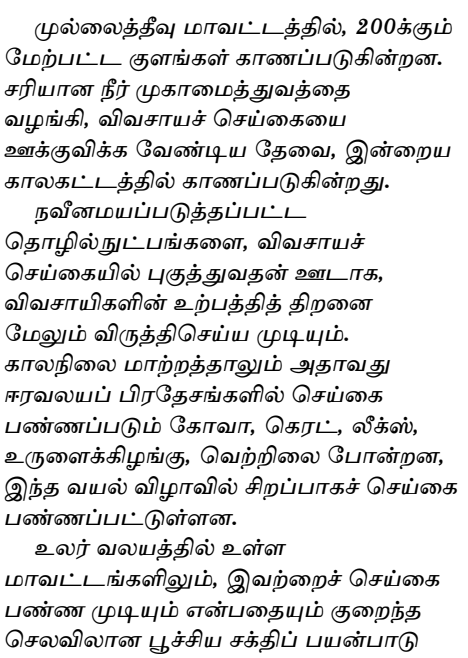 முல்லைத்தீவு மாவட்டத்தில், 200க்கும்
மேற்பட்ட குளங்கள் காணப்படுகின்றன.
சரியான நீர் முகாமைத்துவத்தை
வழங்கி, விவசாயச் செய்கையை
ஊக்குவிக்க வேண்டிய தேவை, இன்றைய
காலகட்டத்தில் காணப்படுகின்றது.
நவீனமயப்படுத்தப்பட்ட
தொழில்நுட்பங்களை, விவசாயச்
செய்கையில் புகுத்துவதன் ஊடாக,
விவசாயிகளின் உற்பத்தித் திறனை
மேலும் விருத்திசெய்ய முடியும்.
காலநிலை மாற்றத்தாலும் அதாவது
ஈரவலயப் பிரதேசங்களில் செய்கை
பண்ணப்படும் கோவா, கெரட், லீக்ஸ்,
உருளைக்கிழங்கு, வெற்றிலை போன்றன,
இந்த வயல் விழாவில் சிறப்பாகச் செய்கை
பண்ணப்பட்டுள்ளன.
உலர் வலயத்தில் உள்ள
மாவட்டங்களிலும், இவற்றைச் செய்கை
பண்ண முடியும் என்பதையும் குறைந்த
செலவிலான பூச்சிய சக்திப் பயன்பாடு